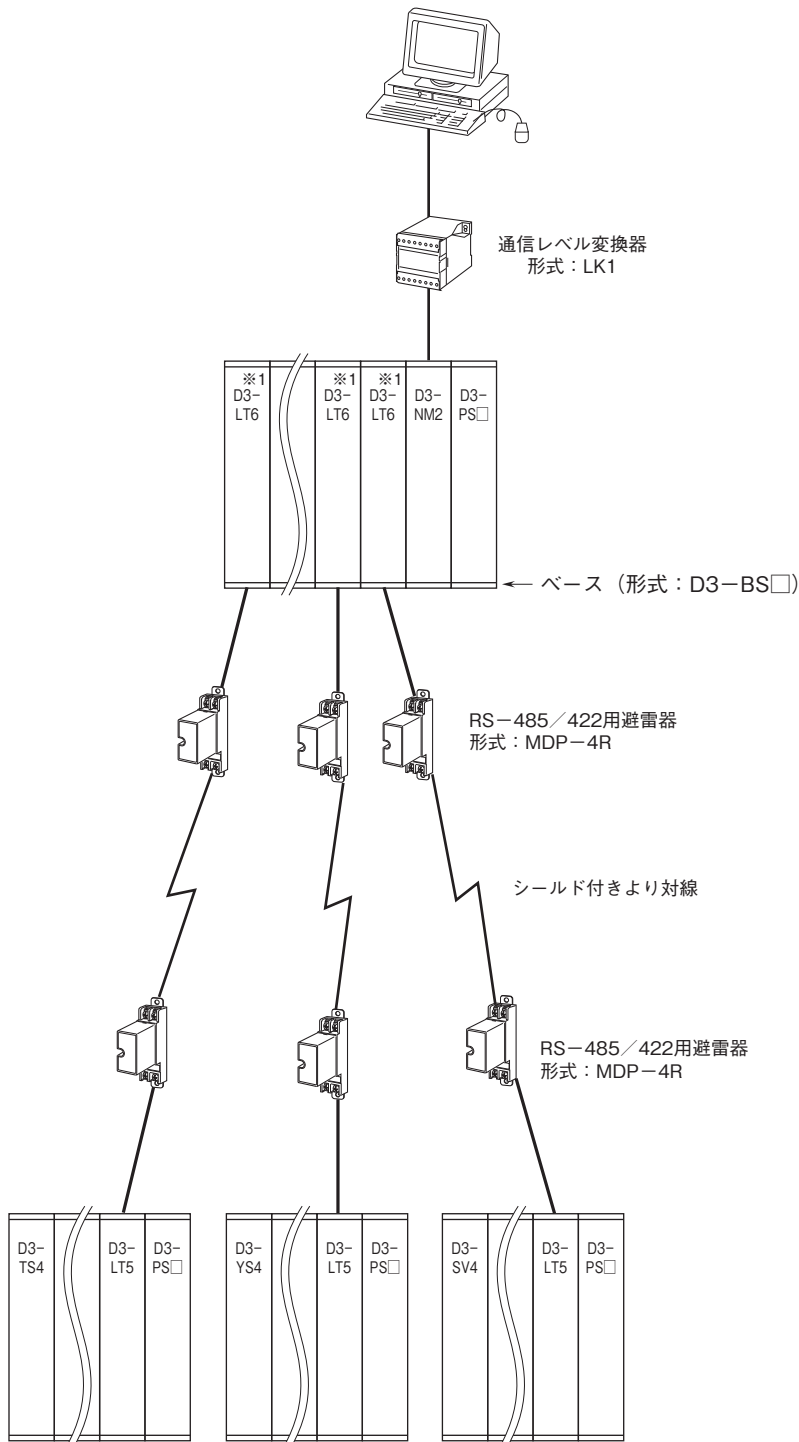 通信レベル変換器
形式：LK1
※1
D3−
LT6
※1
D3−
LT6
※1
D3−
LT6
D3−
NM2
D3−
PS□
ベース（形式：D3−BS□）
RS−485／422用避雷器
形式：MDP−4R
シールド付きより対線
RS−485／422用避雷器
形式：MDP−4R
D3−
TS4
D3−
LT5
D3−
PS□
D3−
YS4
D3−
LT5
D3−
PS□
D3−
SV4
D3−
LT5
D3−
PS□